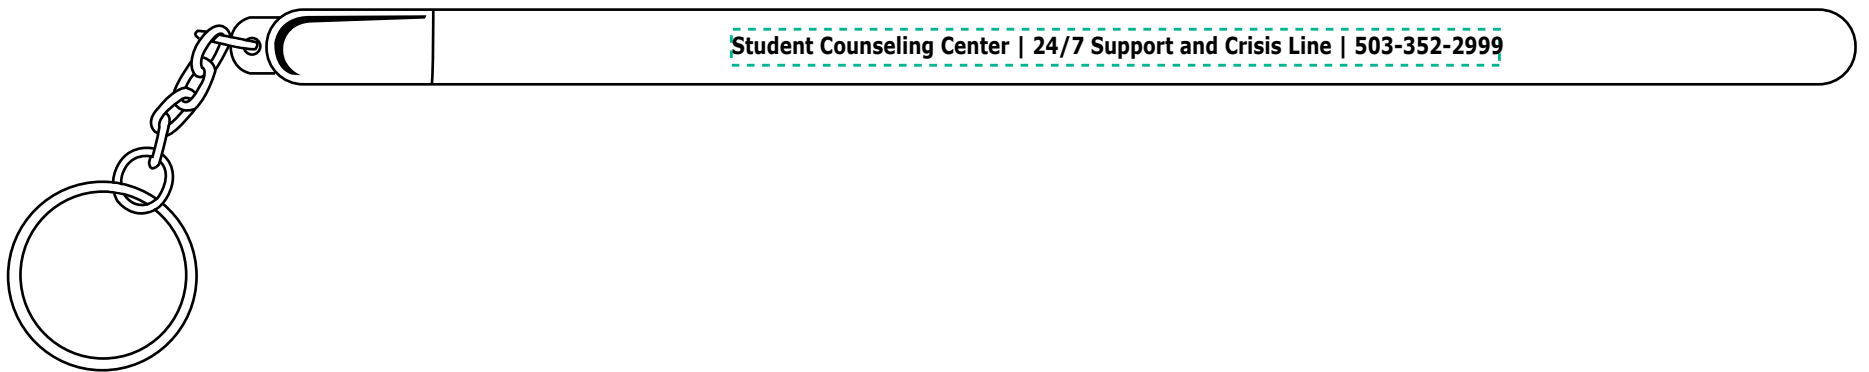 Student Counseling Center | 24/7 Support and Crisis Line | 503-352-2999